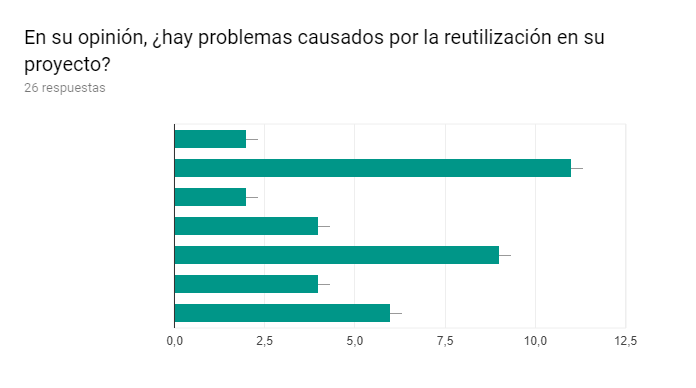 En su opinión, ¿hay problemas causados por la reutilización en su
proyecto?
26 respuestas
0,0 2,5 5,0 7,5 10,0 12,5